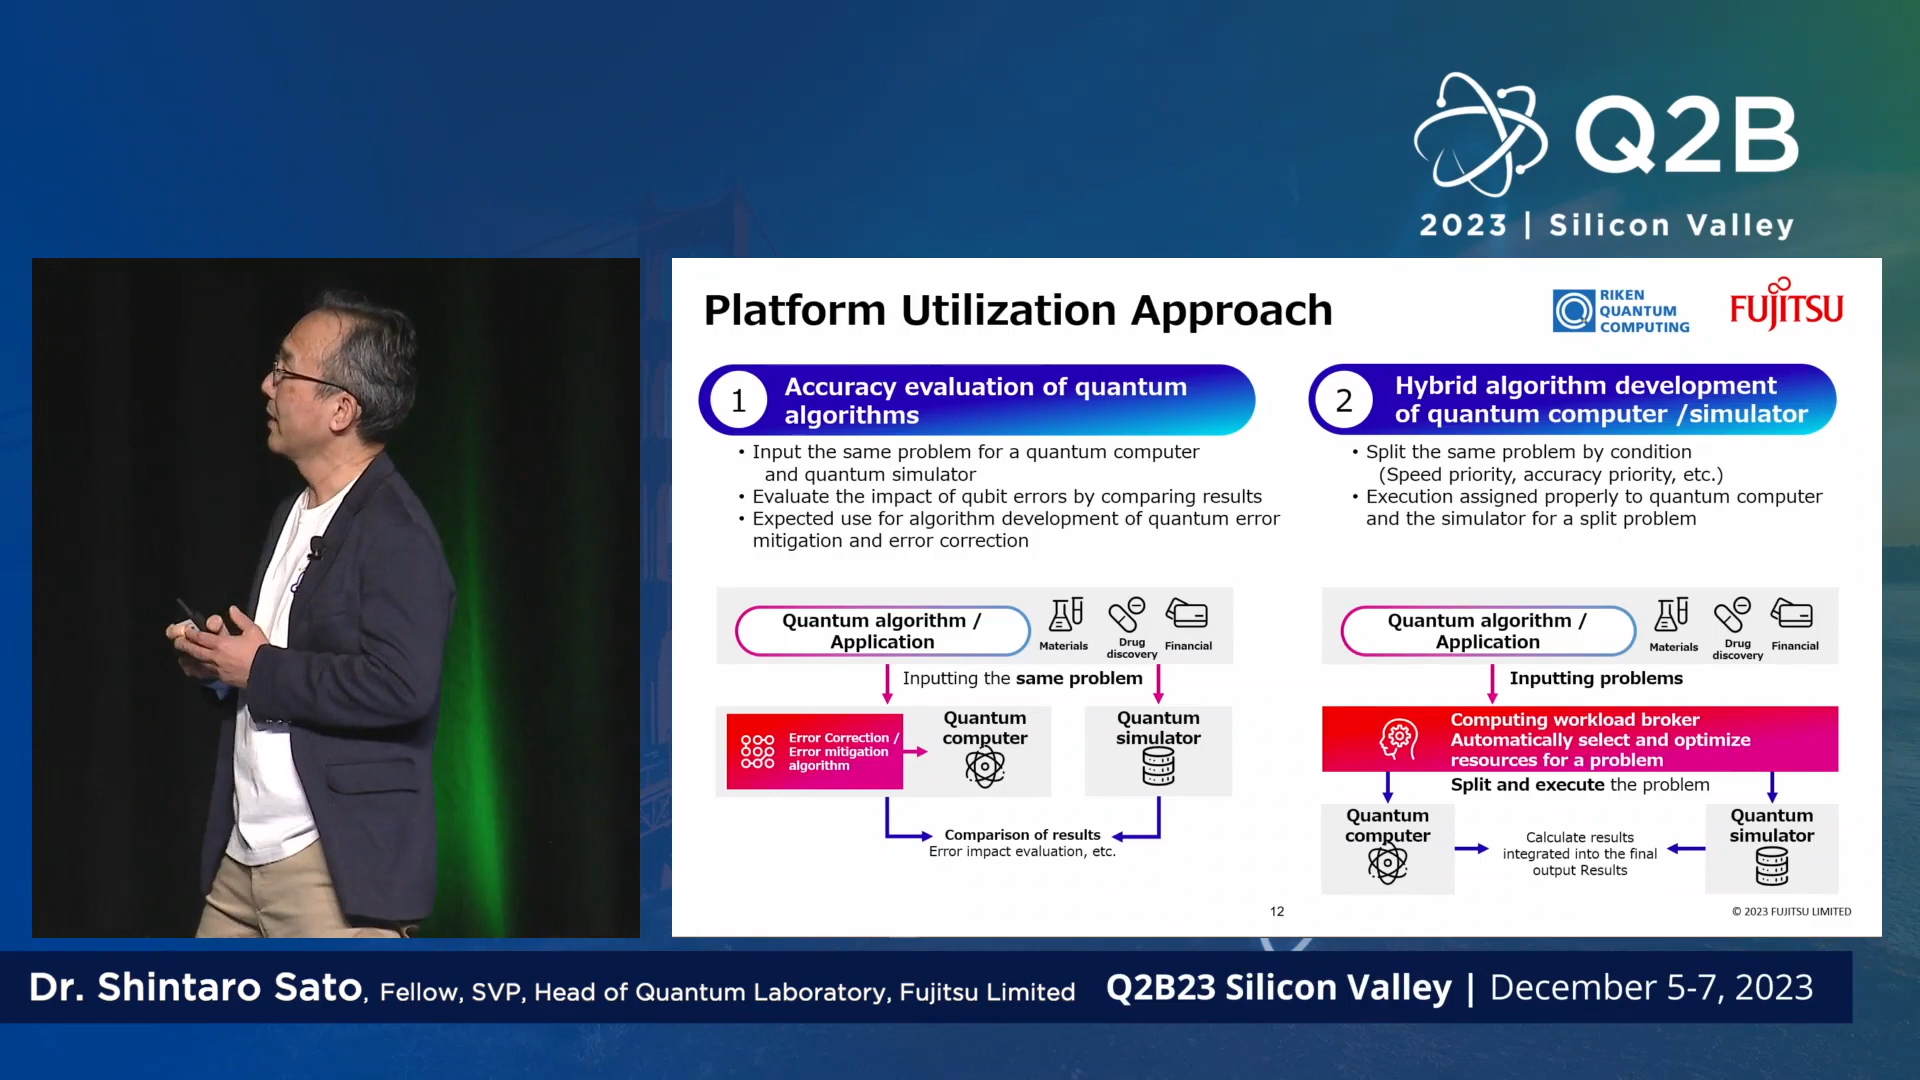 Q2B
2023 | Silicon Valley
Platform Utilization Approach
RIKEN
QUANTUM
COMPUTING
FUJITSU
1
Accuracy evaluation of quantum
algorithms
• Input the same problem for a quantum computer
and quantum simulator
• Evaluate the impact of qubit errors by comparing results
• Expected use for algorithm development of quantum error
mitigation and error correction
Quantum algorithm /
Application
Materials
Drug
discovery
Financial
Inputting the same problem
Error Correction /
Error mitigation
algorithm
Quantum
computer
Quantum
simulator
Comparison of results
Error impact evaluation, etc.
2
Hybrid algorithm development
of quantum computer /simulator
• Split the same problem by condition
(Speed priority, accuracy priority, etc.)
• Execution assigned properly to quantum computer
and the simulator for a split problem
Quantum algorithm /
Application
Materials
Drug
discovery
Financial
Inputting problems
Computing workload broker
Automatically select and optimize
resources for a problem
Split and execute the problem
Quantum
computer
Calculate results
integrated into the final
output Results
Quantum
simulator
12
© 2023 FUJITSU LIMITED
Dr. Shintaro Sato, Fellow, SVP, Head of Quantum Laboratory, Fujitsu Limited
Q2B23 Silicon Valley | December 5-7, 2023